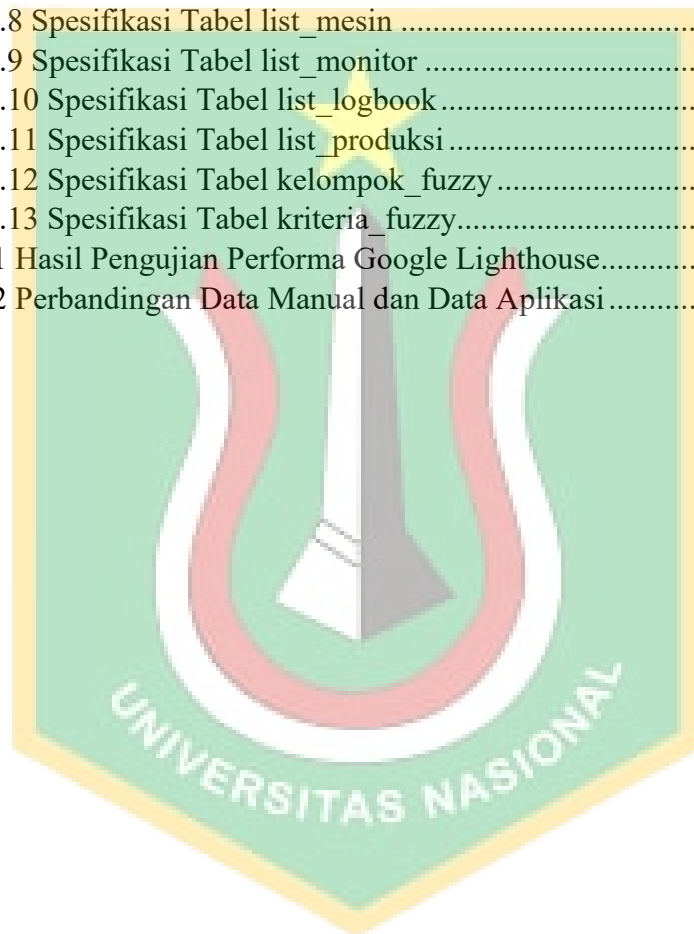 .8 Spesifikasi Tabel list_mesin ....................................
.9 Spesifikasi Tabel list_monitor .................................
.10 Spesifikasi Tabel list_logbook ...............................
.11 Spesifikasi Tabel list_produksi ..............................
.12 Spesifikasi Tabel kelompok_fuzzy .........................
.13 Spesifikasi Tabel kriteria_fuzzy.............................
1 Hasil Pengujian Performa Google Lighthouse............
2 Perbandingan Data Manual dan Data Aplikasi ...........
UNIVERSITAS NASIONAL